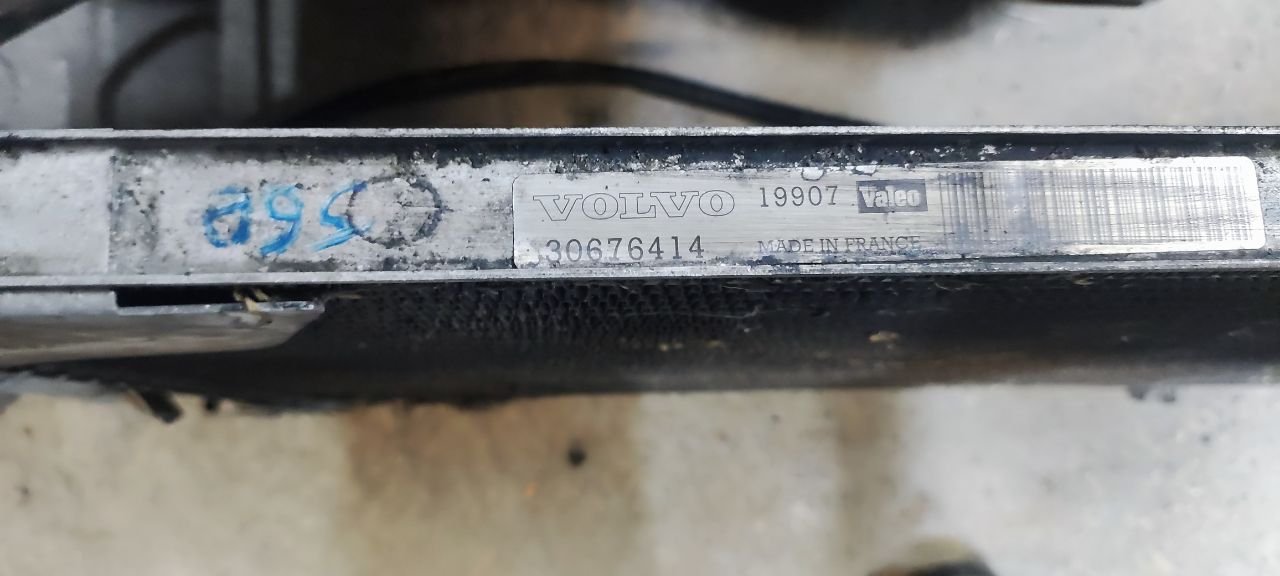 VOLVO 19907 Valeo
30676414 MADE IN FRANCE